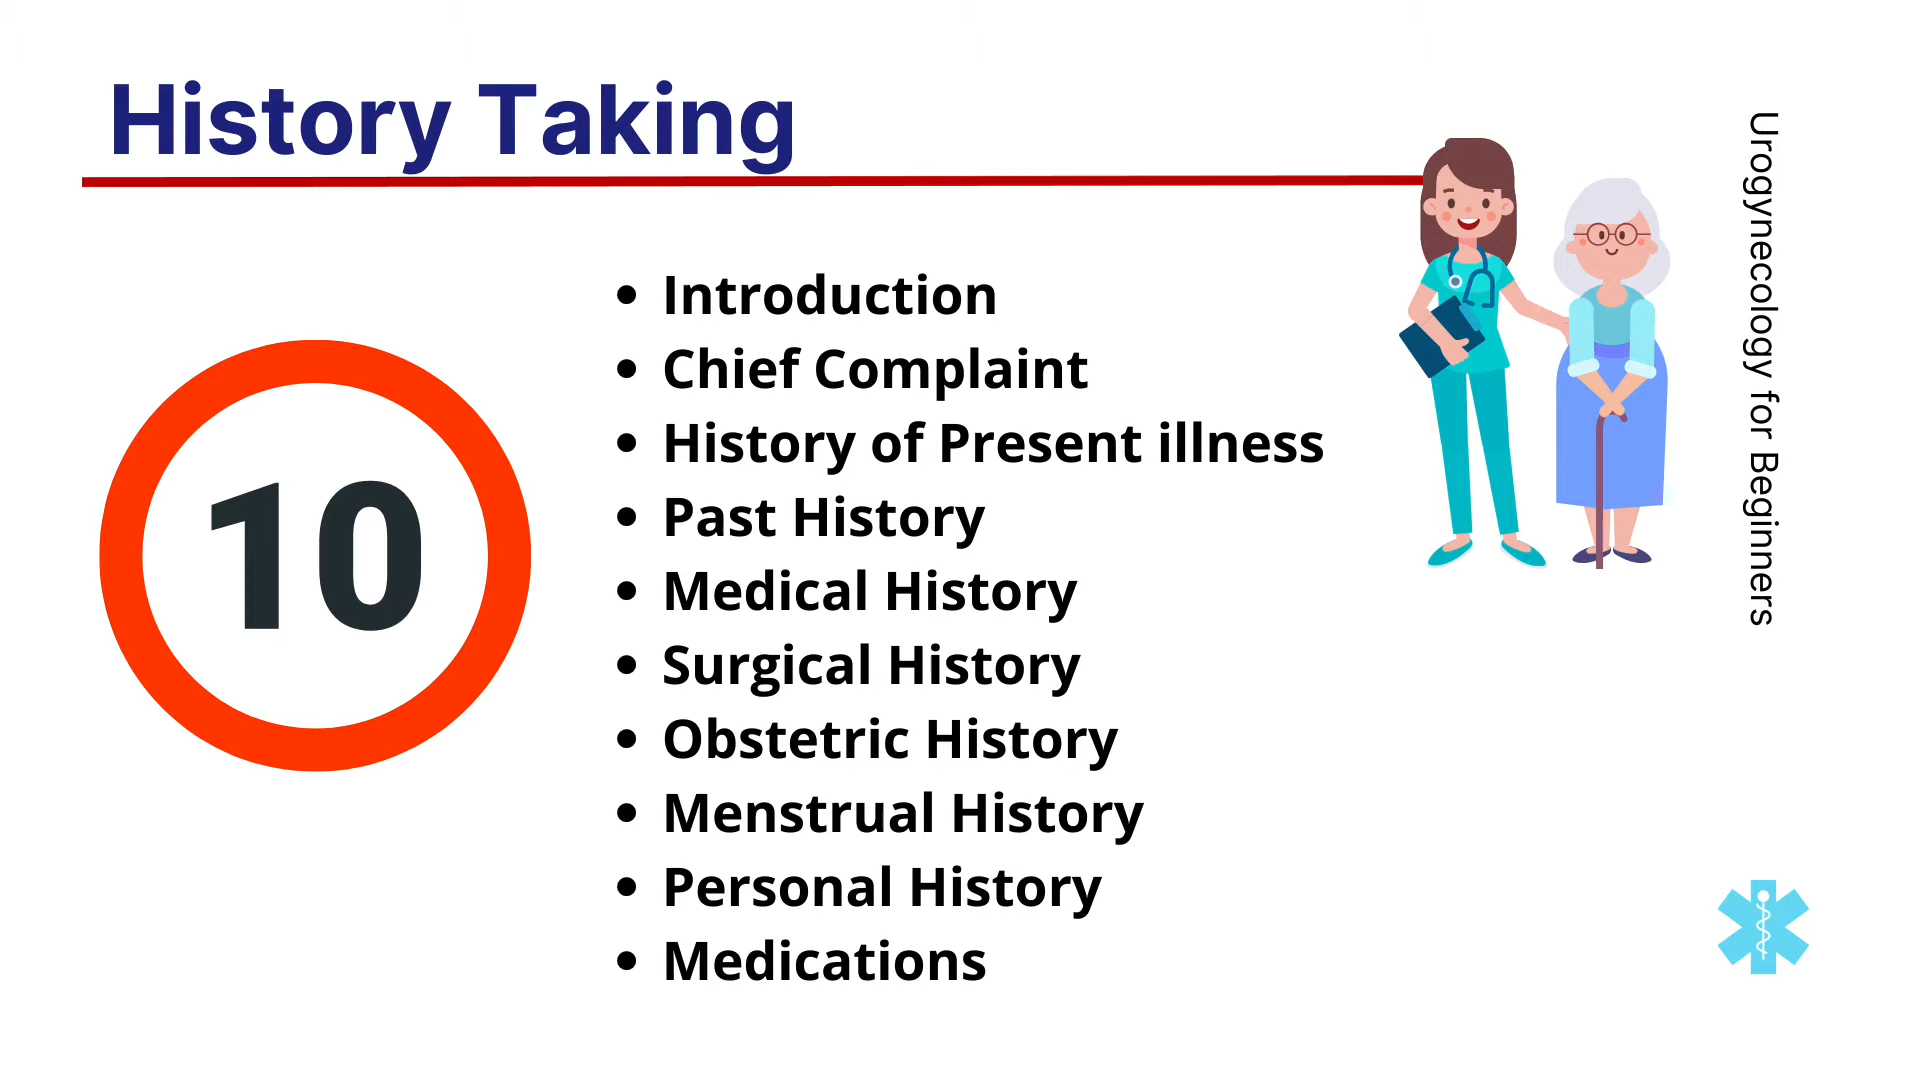 History Taking
10
• Introduction
• Chief Complaint
• History of Present illness
• Past History
• Medical History
• Surgical History
• Obstetric History
• Menstrual History
• Personal History
• Medications
Urogynecology for Beginners